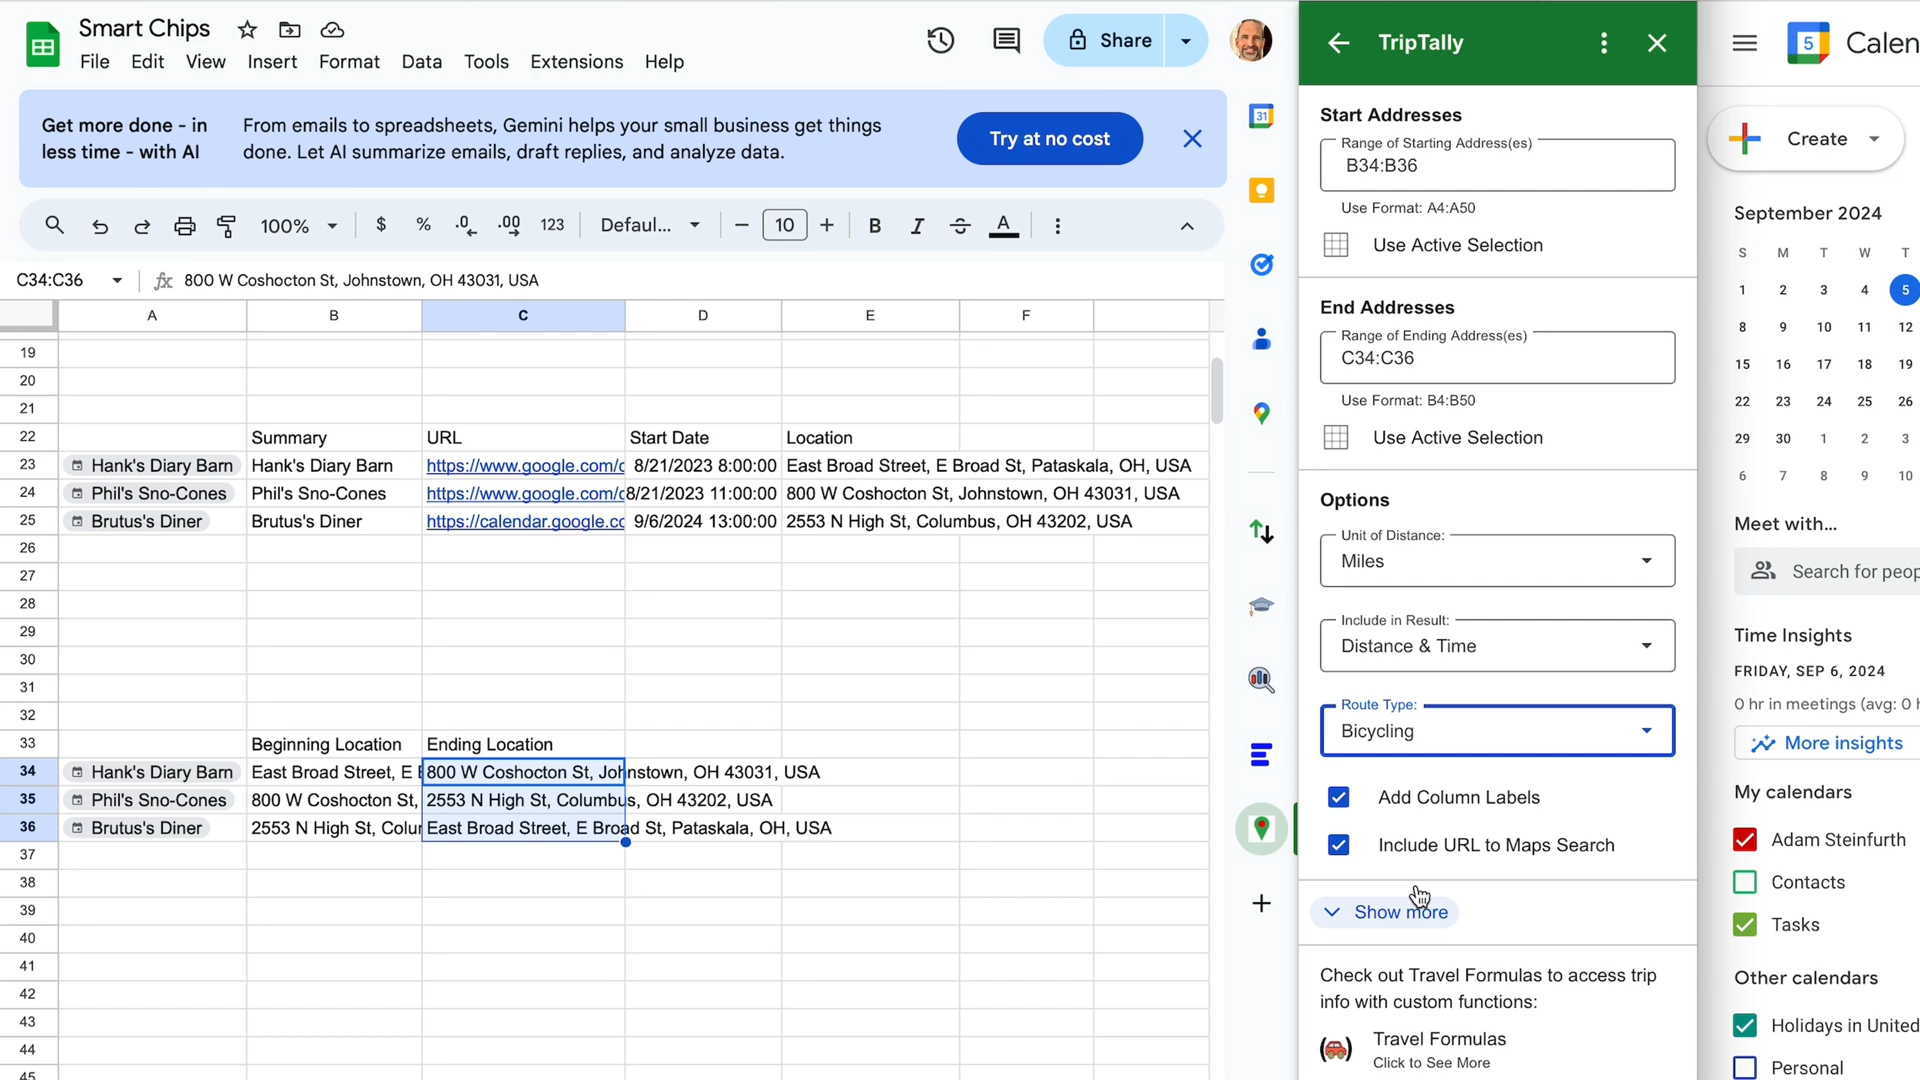 Smart Chips
File Edit View Insert Format Data Tools Extensions Help
Share
Get more done - in
less time - with AI
From emails to spreadsheets, Gemini helps your small business get things
done. Let AI summarize emails, draft replies, and analyze data.
Try at no cost
100% $ % .0 .00 123 Defaul... 10 B I S A
C34:C36 fx 800 W Coshocton St, Johnstown, OH 43031, USA
A B C D E F
19
20
21
22 Summary URL Start Date Location
23 Hank's Diary Barn Hank's Diary Barn https://www.google.com/c 8/21/2023 8:00:00 East Broad Street, E Broad St, Pataskala, OH, USA
24 Phil's Sno-Cones Phil's Sno-Cones https://www.google.com/c 8/21/2023 11:00:00 800 W Coshocton St, Johnstown, OH 43031, USA
25 Brutus's Diner Brutus's Diner https://calendar.google.cc 9/6/2024 13:00:00 2553 N High St, Columbus, OH 43202, USA
26
27
28
29
30
31
32
33 Beginning Location Ending Location
34 Hank's Diary Barn East Broad Street, E 800 W Coshocton St, Johnstown, OH 43031, USA
35 Phil's Sno-Cones 800 W Coshocton St, 2553 N High St, Columbus, OH 43202, USA
36 Brutus's Diner 2553 N High St, Colu East Broad Street, E Broad St, Pataskala, OH, USA
37
38
39
40
41
42
43
44
45
31
TripTally
Start Addresses
Range of Starting Address(es)
B34:B36
Use Format: A4:A50
Use Active Selection
End Addresses
Range of Ending Address(es)
C34:C36
Use Format: B4:B50
Use Active Selection
Options
Unit of Distance:
Miles
Include in Result:
Distance & Time
Route Type:
Bicycling
Add Column Labels
Include URL to Maps Search
Show more
Check out Travel Formulas to access trip
info with custom functions:
Travel Formulas
Click to See More
5 Calen
Create
September 2024
S M T W T
1 2 3 4 5
8 9 10 11 12
15 16 17 18 19
22 23 24 25 26
29 30 1 2 3
6 7 8 9 10
Meet with...
Search for peop
Time Insights
FRIDAY, SEP 6, 2024
0 hr in meetings (avg: 0 h
More insights
My calendars
Adam Steinfurth
Contacts
Tasks
Other calendars
Holidays in United
Personal